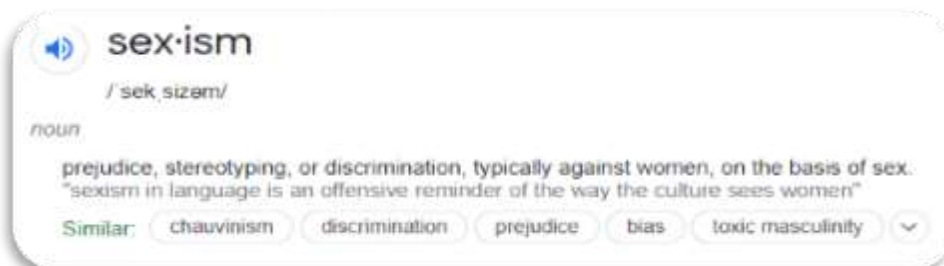 sex·ism
/ˈsekˌsizəm/
noun
prejudice, stereotyping, or discrimination, typically against women, on the basis of sex.
"sexism in language is an offensive reminder of the way the culture sees women"
Similar: chauvinism discrimination prejudice bias toxic masculinity